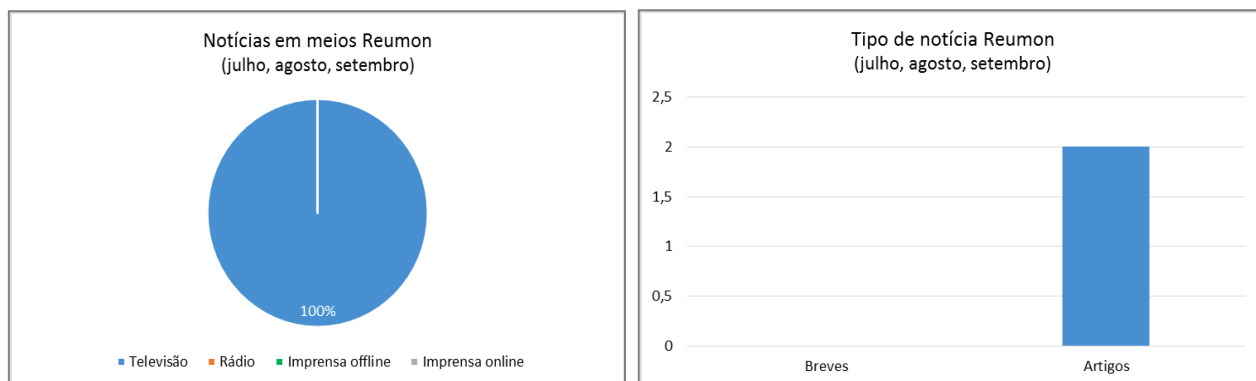 Notícias em meios Reumon
(julho, agosto, setembro)
100%
Televisão Rádio Imprensa offline Imprensa online
Tipo de notícia Reumon
(julho, agosto, setembro)
2,5
2
1,5
1
0,5
0
Breves Artigos